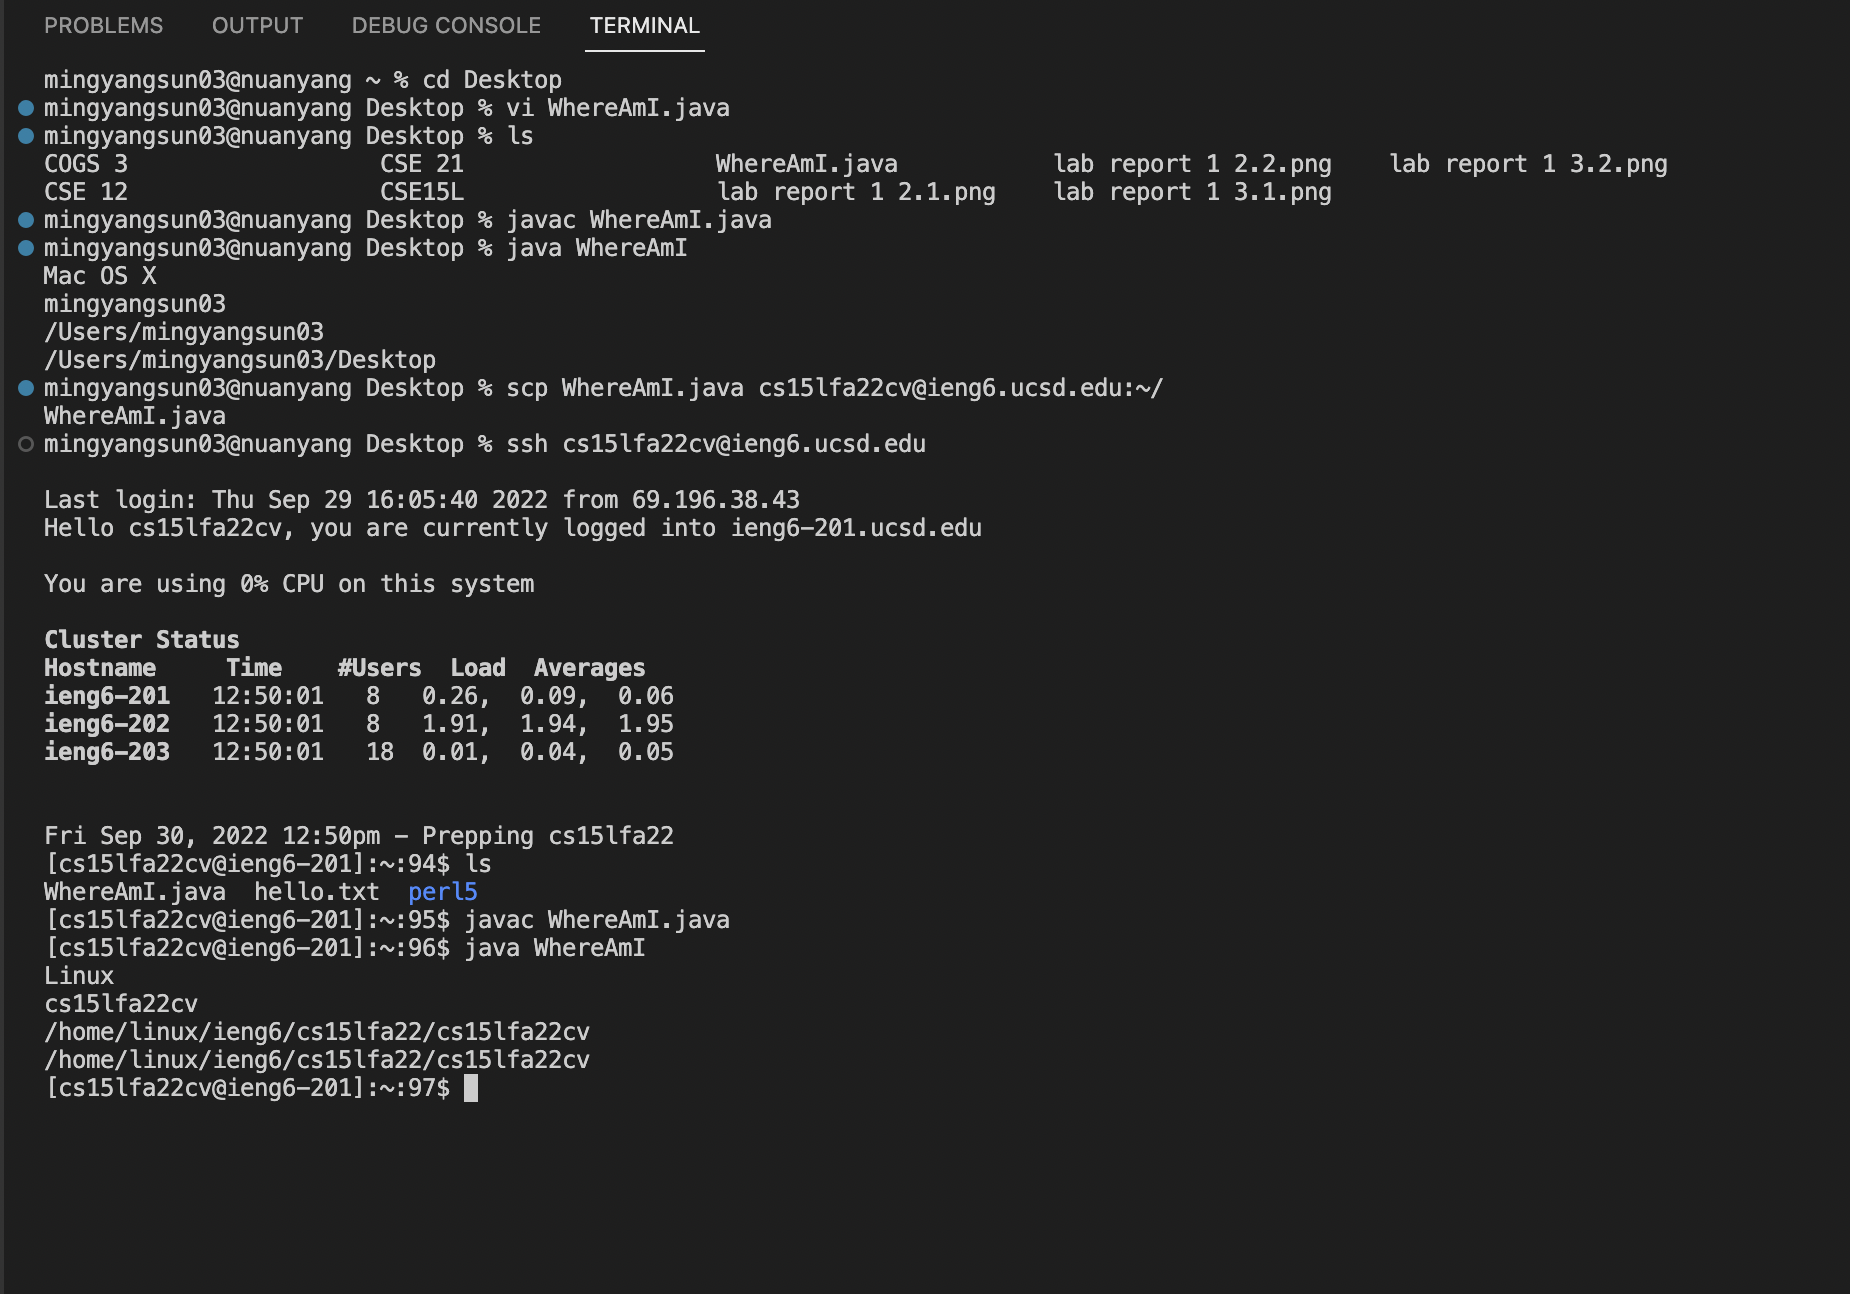 PROBLEMS OUTPUT DEBUG CONSOLE TERMINAL
mingyangsun03@nuanyang ~ % cd Desktop
mingyangsun03@nuanyang Desktop % vi WhereAmI.java
mingyangsun03@nuanyang Desktop % ls
COGS 3 CSE 21 WhereAmI.java lab report 1 2.2.png lab report 1 3.2.png
CSE 12 CSE15L lab report 1 2.1.png lab report 1 3.1.png
mingyangsun03@nuanyang Desktop % javac WhereAmI.java
mingyangsun03@nuanyang Desktop % java WhereAmI
Mac OS X
mingyangsun03
/Users/mingyangsun03
/Users/mingyangsun03/Desktop
mingyangsun03@nuanyang Desktop % scp WhereAmI.java cs15lfa22cv@ieng6.ucsd.edu:~/
WhereAmI.java
mingyangsun03@nuanyang Desktop % ssh cs15lfa22cv@ieng6.ucsd.edu
Last login: Thu Sep 29 16:05:40 2022 from 69.196.38.43
Hello cs15lfa22cv, you are currently logged into ieng6-201.ucsd.edu
You are using 0% CPU on this system
Cluster Status
Hostname Time #Users Load Averages
ieng6-201 12:50:01 8 0.26, 0.09, 0.06
ieng6-202 12:50:01 8 1.91, 1.94, 1.95
ieng6-203 12:50:01 18 0.01, 0.04, 0.05
Fri Sep 30, 2022 12:50pm - Prepping cs15lfa22
[cs15lfa22cv@ieng6-201]:~:94$ ls
WhereAmI.java hello.txt perl5
[cs15lfa22cv@ieng6-201]:~:95$ javac WhereAmI.java
[cs15lfa22cv@ieng6-201]:~:96$ java WhereAmI
Linux
cs15lfa22cv
/home/linux/ieng6/cs15lfa22/cs15lfa22cv
/home/linux/ieng6/cs15lfa22/cs15lfa22cv
[cs15lfa22cv@ieng6-201]:~:97$